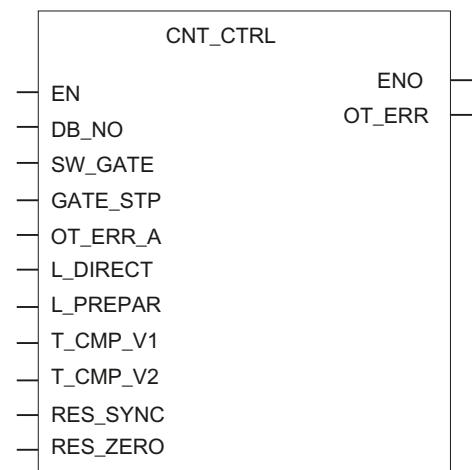 CNT_CTRL
EN
ENO
DB_NO
OT_ERR
SW_GATE
GATE_STP
OT_ERR_A
L_DIRECT
L_PREPAR
T_CMP_V1
T_CMP_V2
RES_SYNC
RES_ZERO